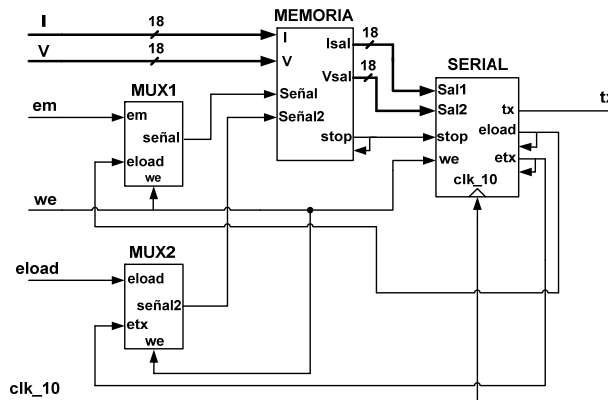 I 18 MEMORIA
V 18 I Isal 18
V Vsal 18 SERIAL
MUX1 Sal1
em em Señal Sal2 tx tx
señal Señal2 eload
eload stop stop etx
we we
we clk_10
MUX2
eload eload
señal2
etx
we
clk_10